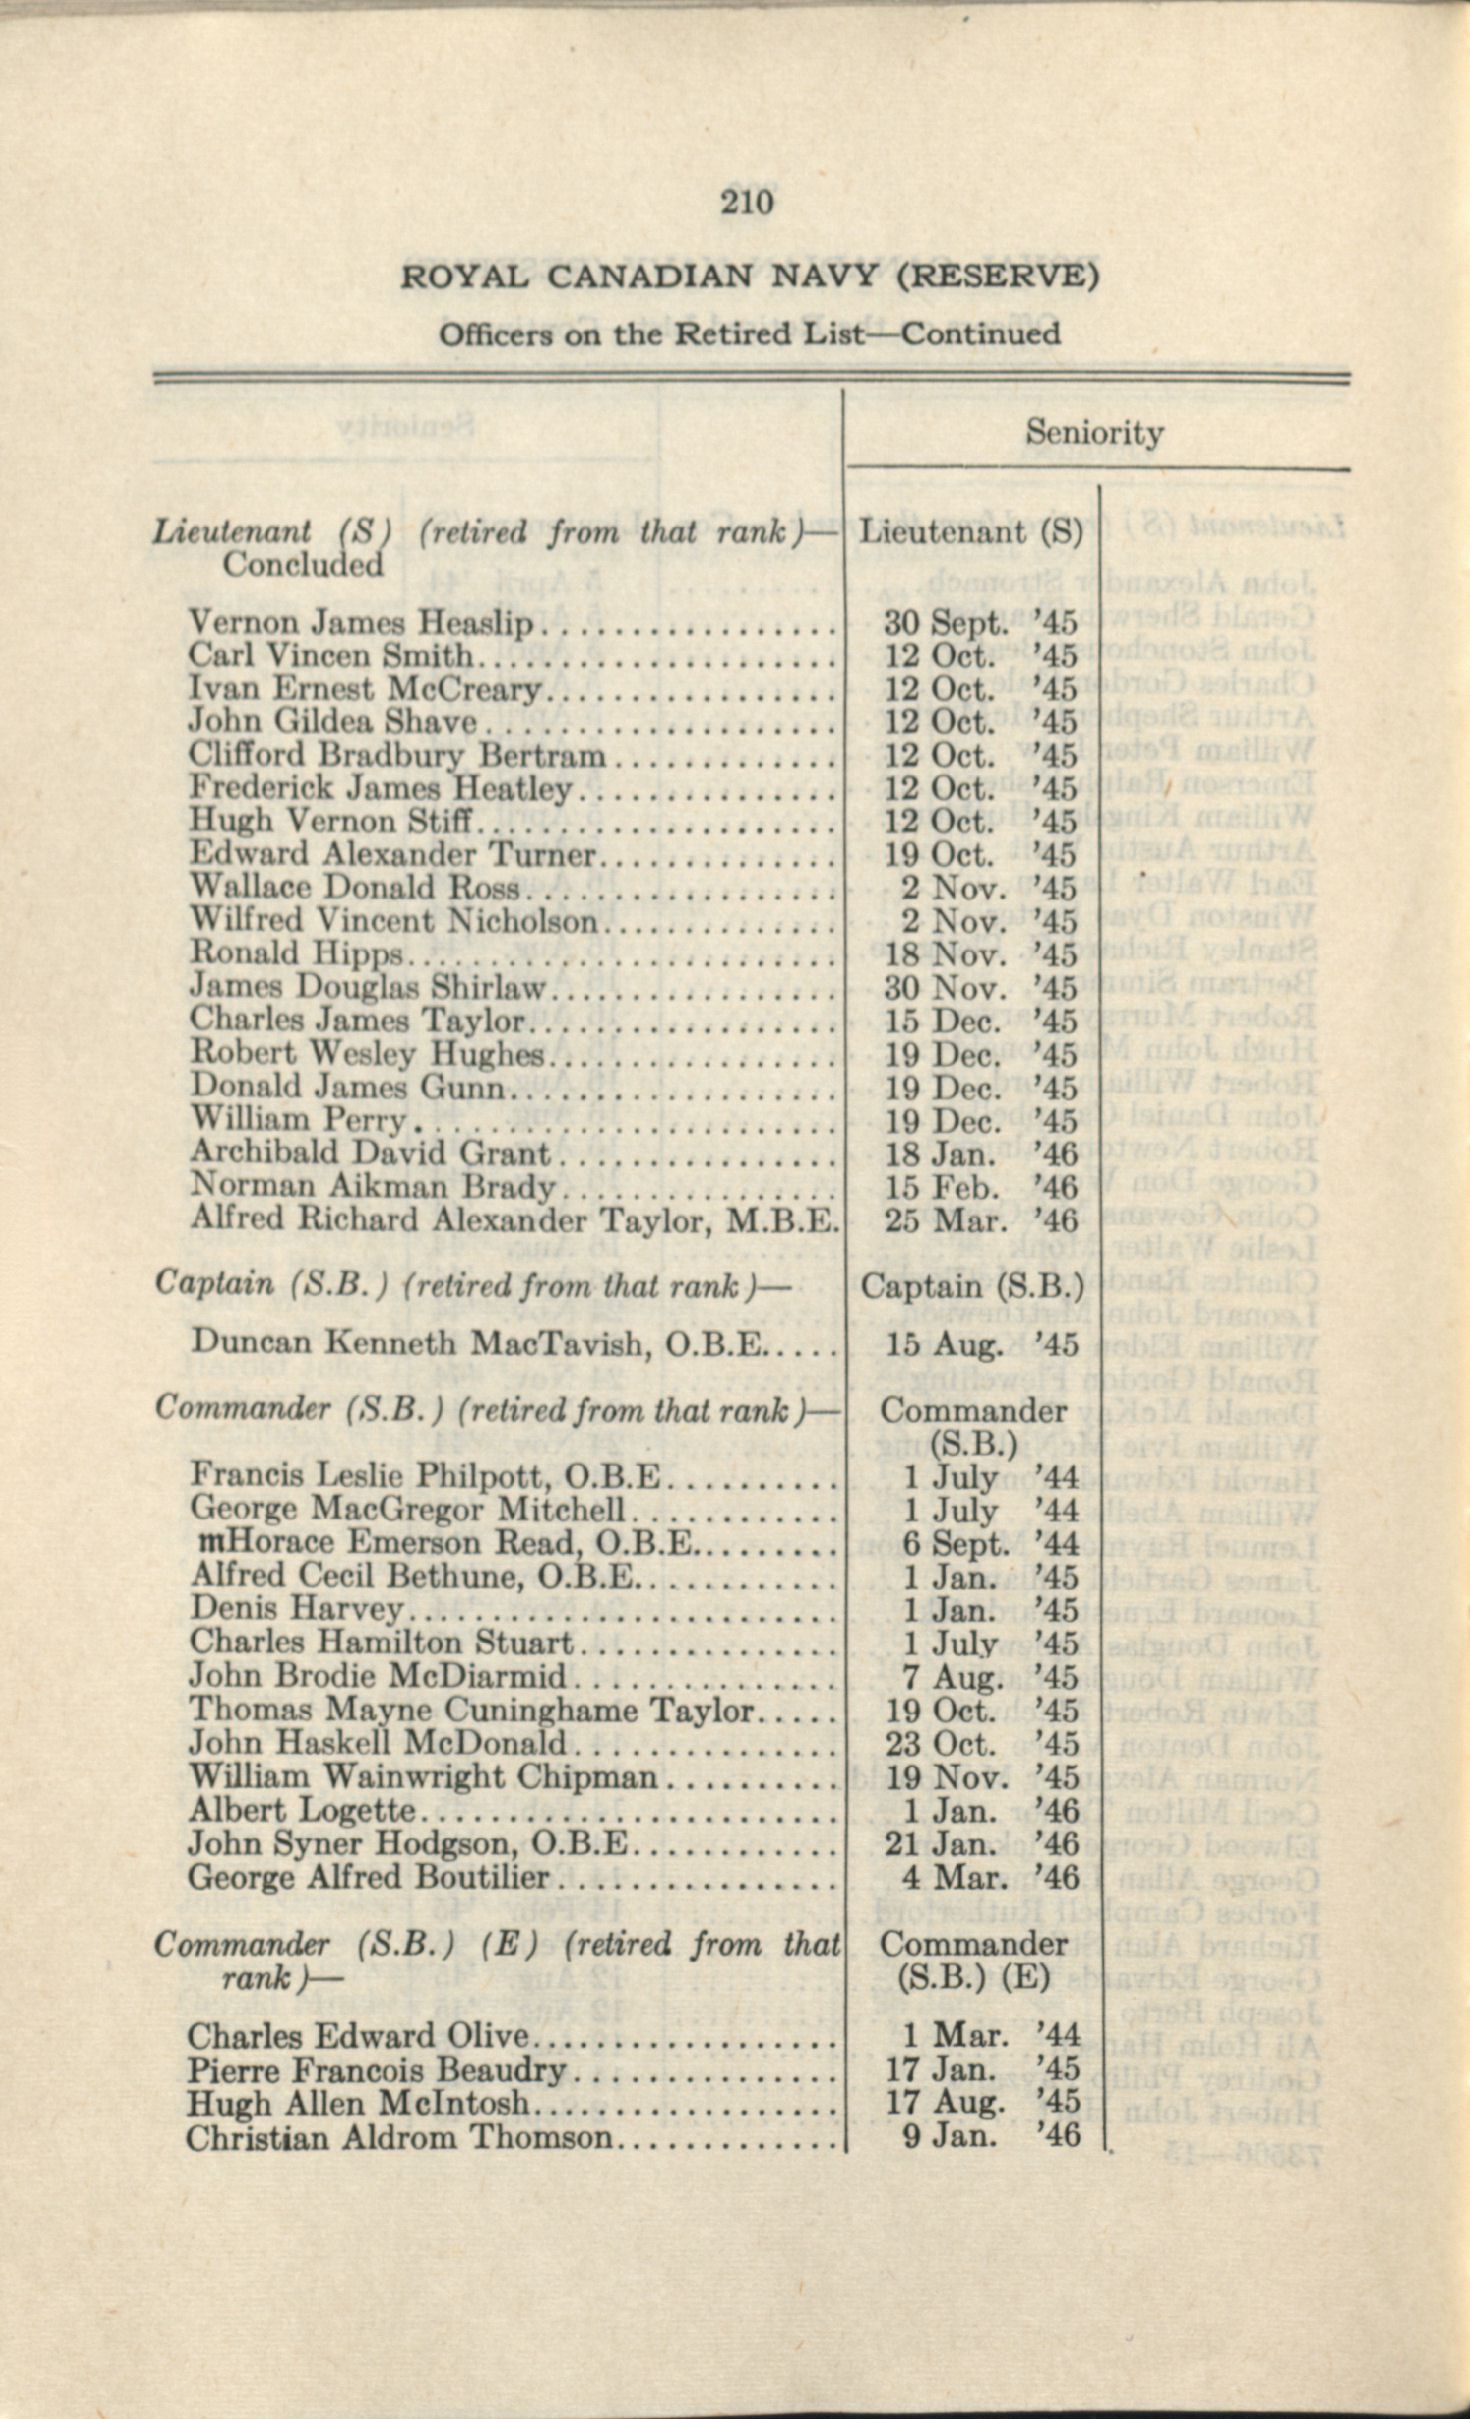 210
ROYAL CANADIAN NAVY (RESERVE)
Officers on the Retired List—Continued
Seniority
Lieutenant (S) (retired from that rank)— Lieutenant (S)
Concluded
Vernon James Heaslip.................. 30 Sept. '45
Carl Vincen Smith...................... 12 Oct. '45
Ivan Ernest McCreary.................. 12 Oct. '45
John Gildea Shave...................... 12 Oct. '45
Clifford Bradbury Bertram.............. 12 Oct. '45
Frederick James Heatley................ 12 Oct. '45
Hugh Vernon Stiff...................... 12 Oct. '45
Edward Alexander Turner............... 19 Oct. '45
Wallace Donald Ross................... 2 Nov. '45
Wilfred Vincent Nicholson.............. 2 Nov. '45
Ronald Hipps.......................... 18 Nov. '45
James Douglas Shirlaw.................. 30 Nov. '45
Charles James Taylor................... 15 Dec. '45
Robert Wesley Hughes.................. 19 Dec. '45
Donald James Gunn.................... 19 Dec. '45
William Perry.......................... 19 Dec. '45
Archibald David Grant................. 18 Jan. '46
Norman Aikman Brady................. 15 Feb. '46
Alfred Richard Alexander Taylor, M.B.E. 25 Mar. '46
Captain (S.B.) (retired from that rank)— Captain (S.B.)
Duncan Kenneth MacTavish, O.B.E..... 15 Aug. '45
Commander (S.B.) (retired from that rank)— Commander
(S.B.)
Francis Leslie Philpott, O.B.E........... 1 July '44
George MacGregor Mitchell............. 1 July '44
mHorace Emerson Read, O.B.E......... 6 Sept. '44
Alfred Cecil Bethune, O.B.E............. 1 Jan. '45
Denis Harvey.......................... 1 Jan. '45
Charles Hamilton Stuart................ 1 July '45
John Brodie McDiarmid................ 7 Aug. '45
Thomas Mayne Cuninghame Taylor..... 19 Oct. '45
John Haskell McDonald................ 23 Oct. '45
William Wainwright Chipman........... 19 Nov. '45
Albert Logette......................... 1 Jan. '46
John Syner Hodgson, O.B.E............. 21 Jan. '46
George Alfred Boutilier................. 4 Mar. '46
Commander (S.B.) (E) (retired from that Commander
rank)— (S.B.) (E)
Charles Edward Olive................... 1 Mar. '44
Pierre Francois Beaudry................ 17 Jan. '45
Hugh Allen McIntosh................... 17 Aug. '45
Christian Aldrom Thomson.............. 9 Jan. '46